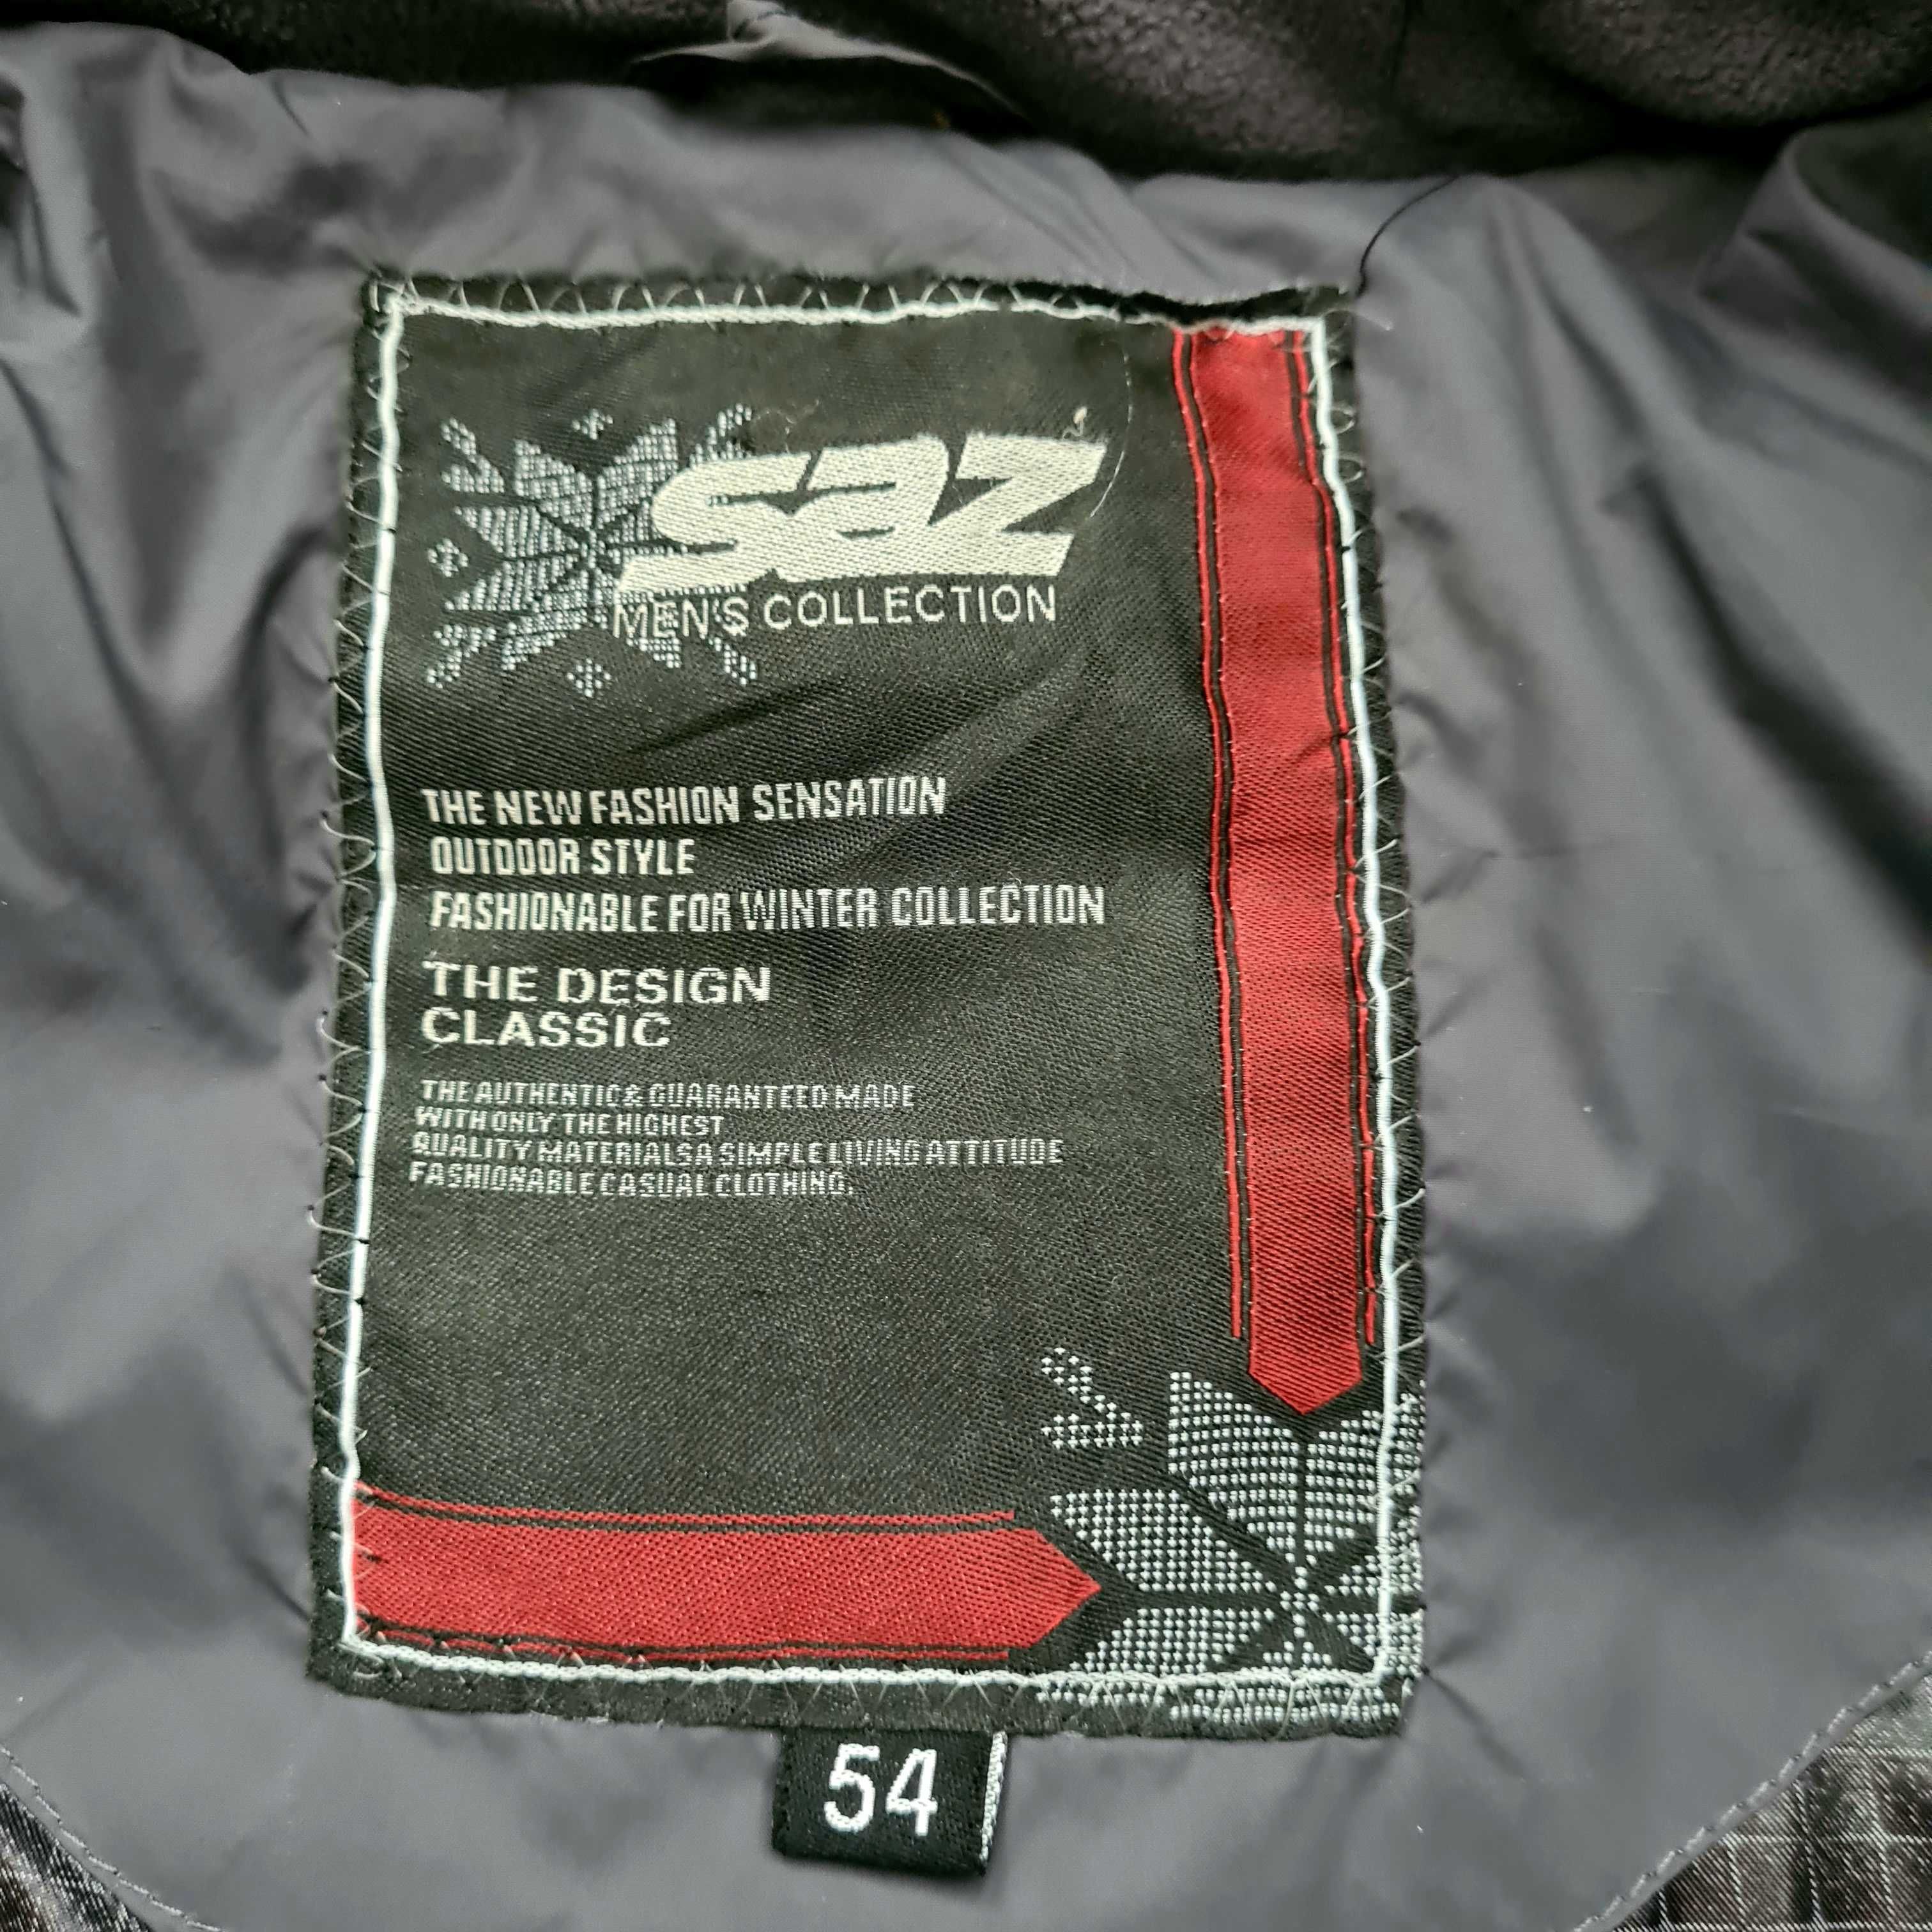 saz
MEN'S COLLECTION
THE NEW FASHION SENSATION
OUTDOOR STYLE
FASHIONABLE FOR WINTER COLLECTION
THE DESIGN
CLASSIC
THE AUTHENTIC & GUARANTEED MADE
WITH ONLY THE HIGHEST
QUALITY MATERIALS A SIMPLE LIVING ATTITUDE
FASHIONABLE CASUAL CLOTHING.
54